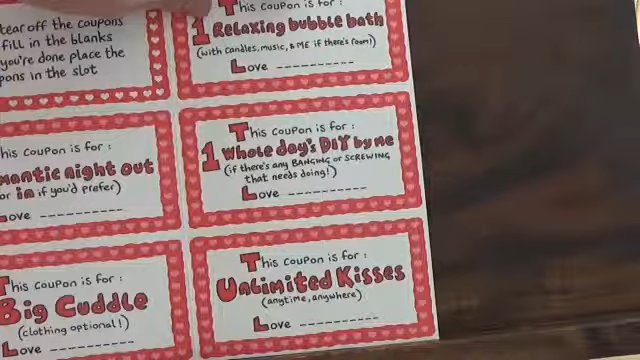 tear off the coupons
fill in the blanks
you're done place the
pons in the slot
This coupon is for:
1 Relaxing bubble bath
(with candles, music, & ME if there's room!)
Love ----------
his coupon is for:
mantic night out
or in if you'd prefer)
Love ----------
This coupon is for:
1 Whole day's DIY by me
(if there's any BANGING or SCREWING
that needs doing!)
Love ----------
This coupon is for:
Big Cuddle
(clothing optional!)
Love ----------
This coupon is for:
Unlimited Kisses
(anytime, anywhere)
Love ----------